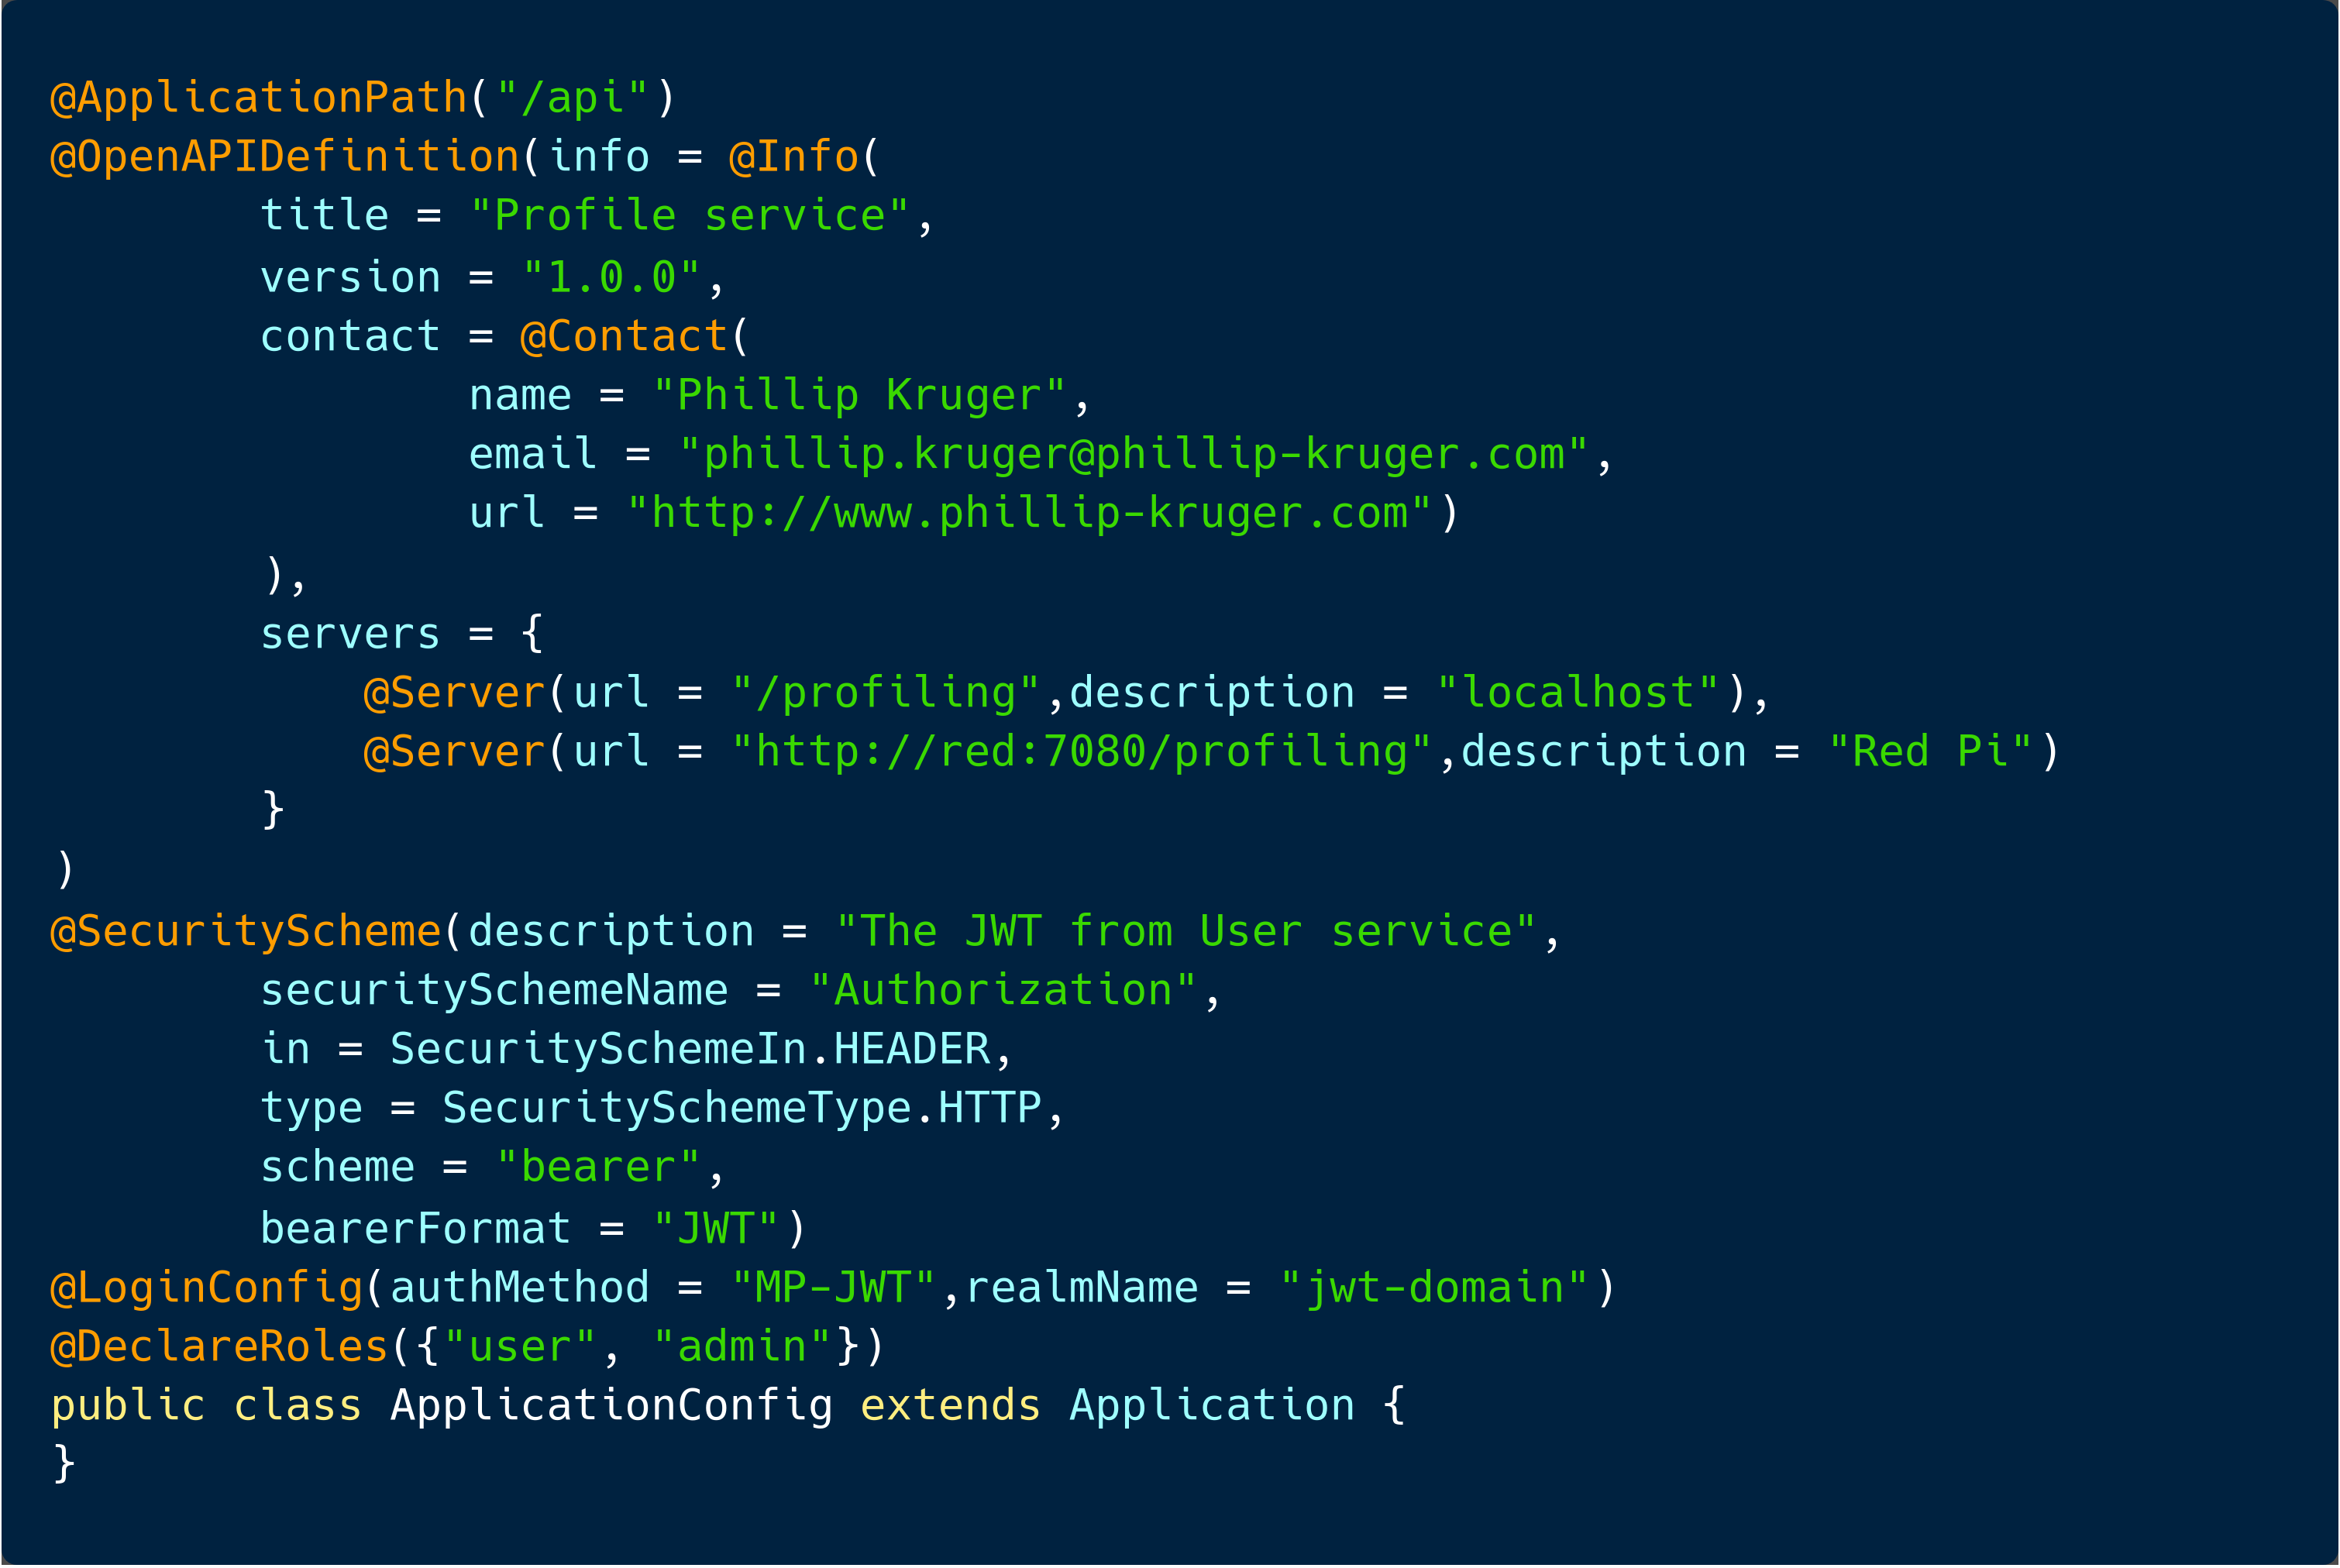 @ApplicationPath("/api")
@OpenAPIDefinition(info = @Info(
        title = "Profile service",
        version = "1.0.0",
        contact = @Contact(
                name = "Phillip Kruger",
                email = "phillip.kruger@phillip-kruger.com",
                url = "http://www.phillip-kruger.com")
        ),
        servers = {
            @Server(url = "/profiling",description = "localhost"),
            @Server(url = "http://red:7080/profiling",description = "Red Pi")
        }
)
@SecurityScheme(description = "The JWT from User service",
        securitySchemeName = "Authorization",
        in = SecuritySchemeIn.HEADER,
        type = SecuritySchemeType.HTTP,
        scheme = "bearer",
        bearerFormat = "JWT")
@LoginConfig(authMethod = "MP-JWT",realmName = "jwt-domain")
@DeclareRoles({"user", "admin"})
public class ApplicationConfig extends Application {
}